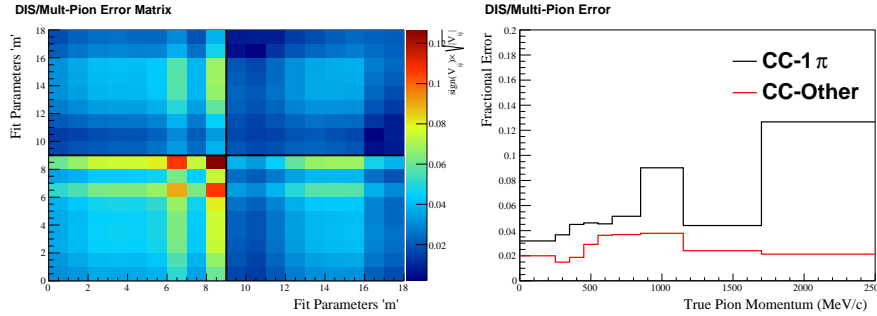 DIS/Mult-Pion Error Matrix
Fit Parameters 'm'
18
16
14
12
10
8
6
4
2
0
0 2 4 6 8 10 12 14 16 18
Fit Parameters 'm'
0.12
0.1
0.08
0.06
0.04
0.02
sign(V_ij)× √|V_ij|
DIS/Multi-Pion Error
Fractional Error
0.2
0.18
0.16
0.14
0.12
0.1
0.08
0.06
0.04
0.02
0
CC-1π
CC-Other
0 500 1000 1500 2000 2500
True Pion Momentum (MeV/c)